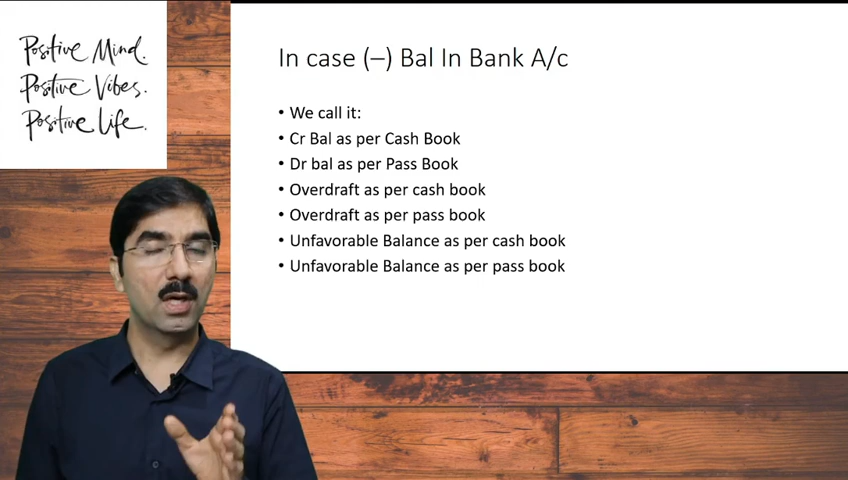 Positive Mind.
Positive Vibes.
Positive Life.
In case (–) Bal In Bank A/c
• We call it:
• Cr Bal as per Cash Book
• Dr bal as per Pass Book
• Overdraft as per cash book
• Overdraft as per pass book
• Unfavorable Balance as per cash book
• Unfavorable Balance as per pass book